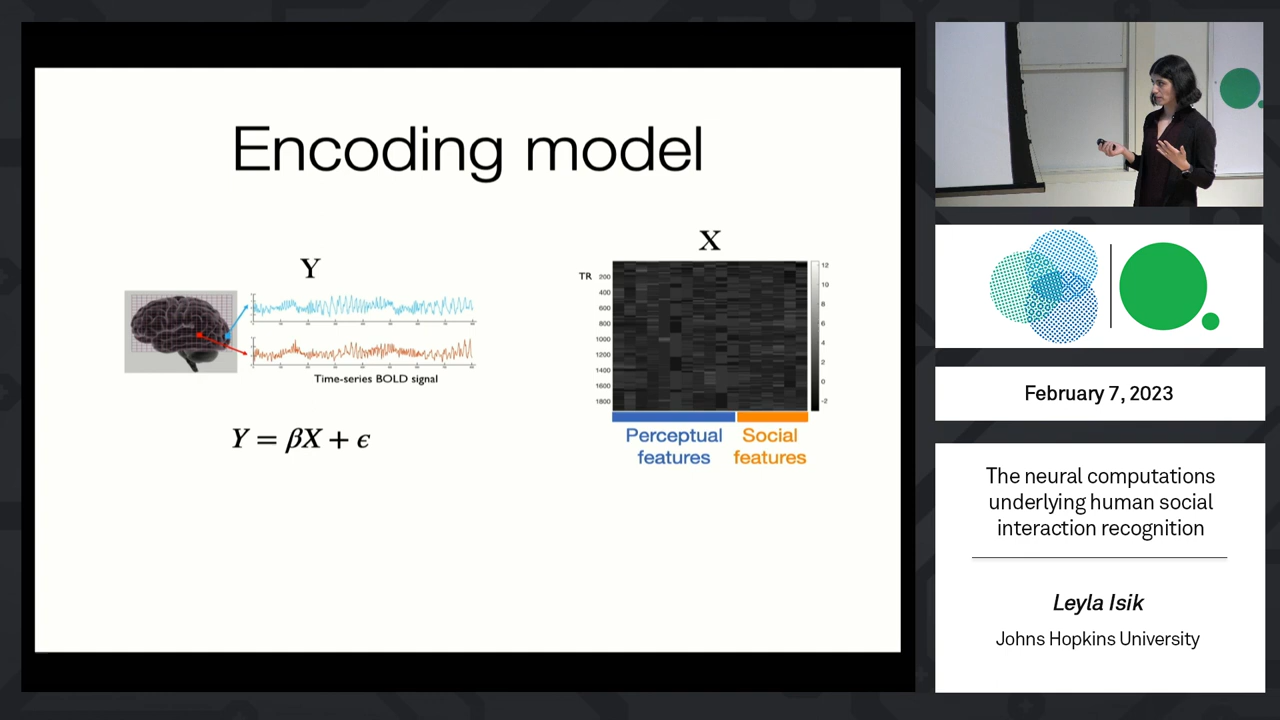 Encoding model
Y
Time-series BOLD signal
Y = βX + ϵ
X
TR
200
400
600
800
1000
1200
1400
1600
1800
12
10
8
6
4
2
0
-2
Perceptual
features
Social
features
February 7, 2023
The neural computations
underlying human social
interaction recognition
Leyla Isik
Johns Hopkins University